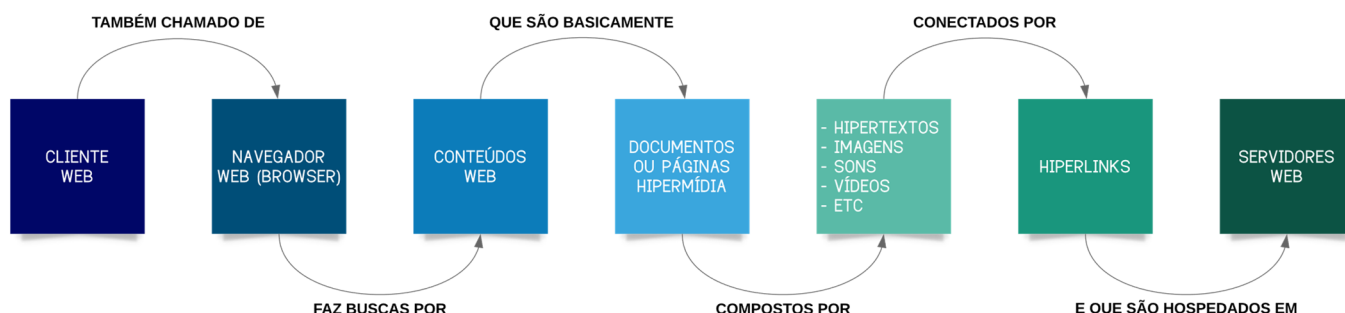 TAMBÉM CHAMADO DE
QUE SÃO BASICAMENTE
CONECTADOS POR
CLIENTE
WEB
NAVEGADOR
WEB (BROWSER)
CONTEÚDOS
WEB
DOCUMENTOS
OU PÁGINAS
HIPERMÍDIA
- HIPERTEXTOS
- IMAGENS
- SONS
- VÍDEOS
- ETC
HIPERLINKS
SERVIDORES
WEB
FAZ BUSCAS POR
COMPOSTOS POR
E QUE SÃO HOSPEDADOS EM